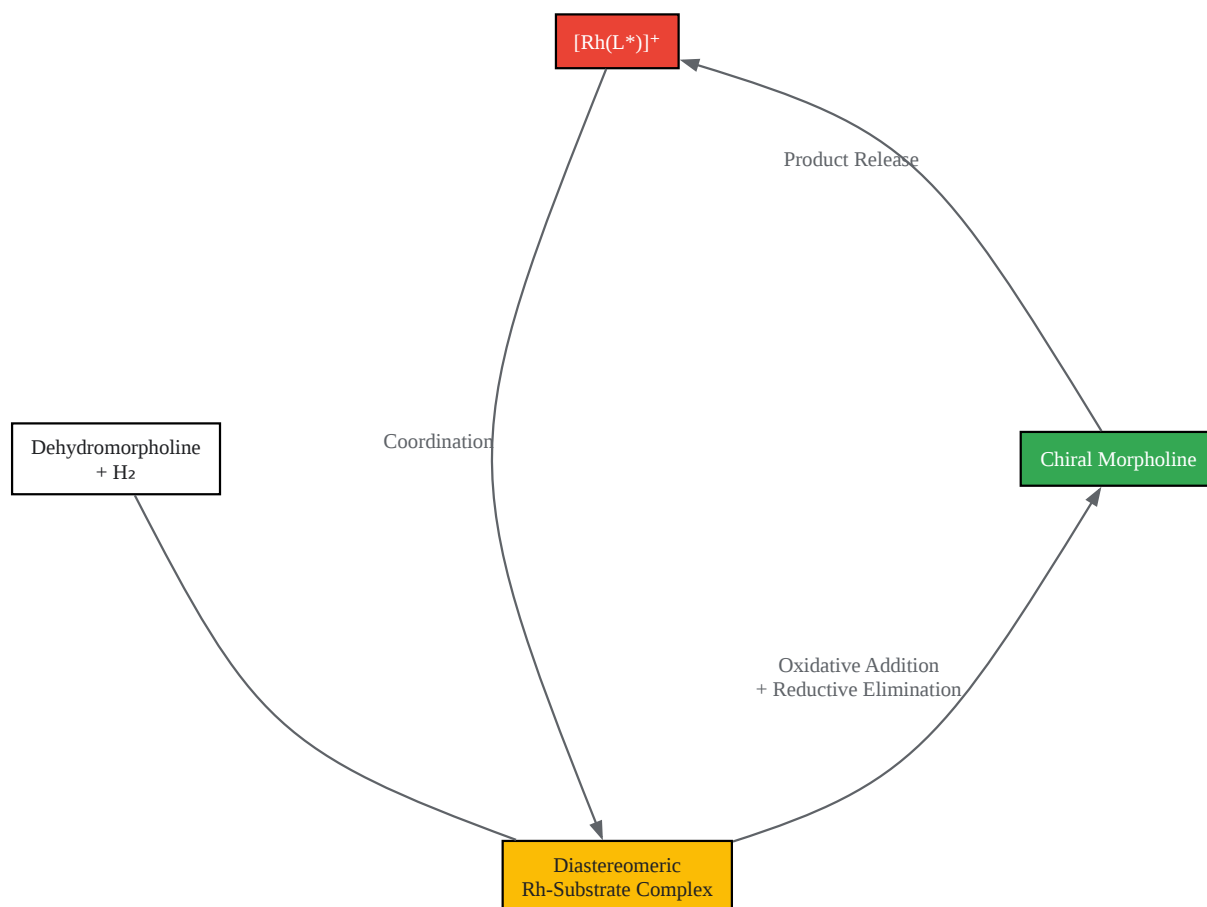 [Rh(L*)]⁺
Product Release
Coordination
Dehydromorpholine
+ H₂
Chiral Morpholine
Oxidative Addition
+ Reductive Elimination
Diastereomeric
Rh-Substrate Complex